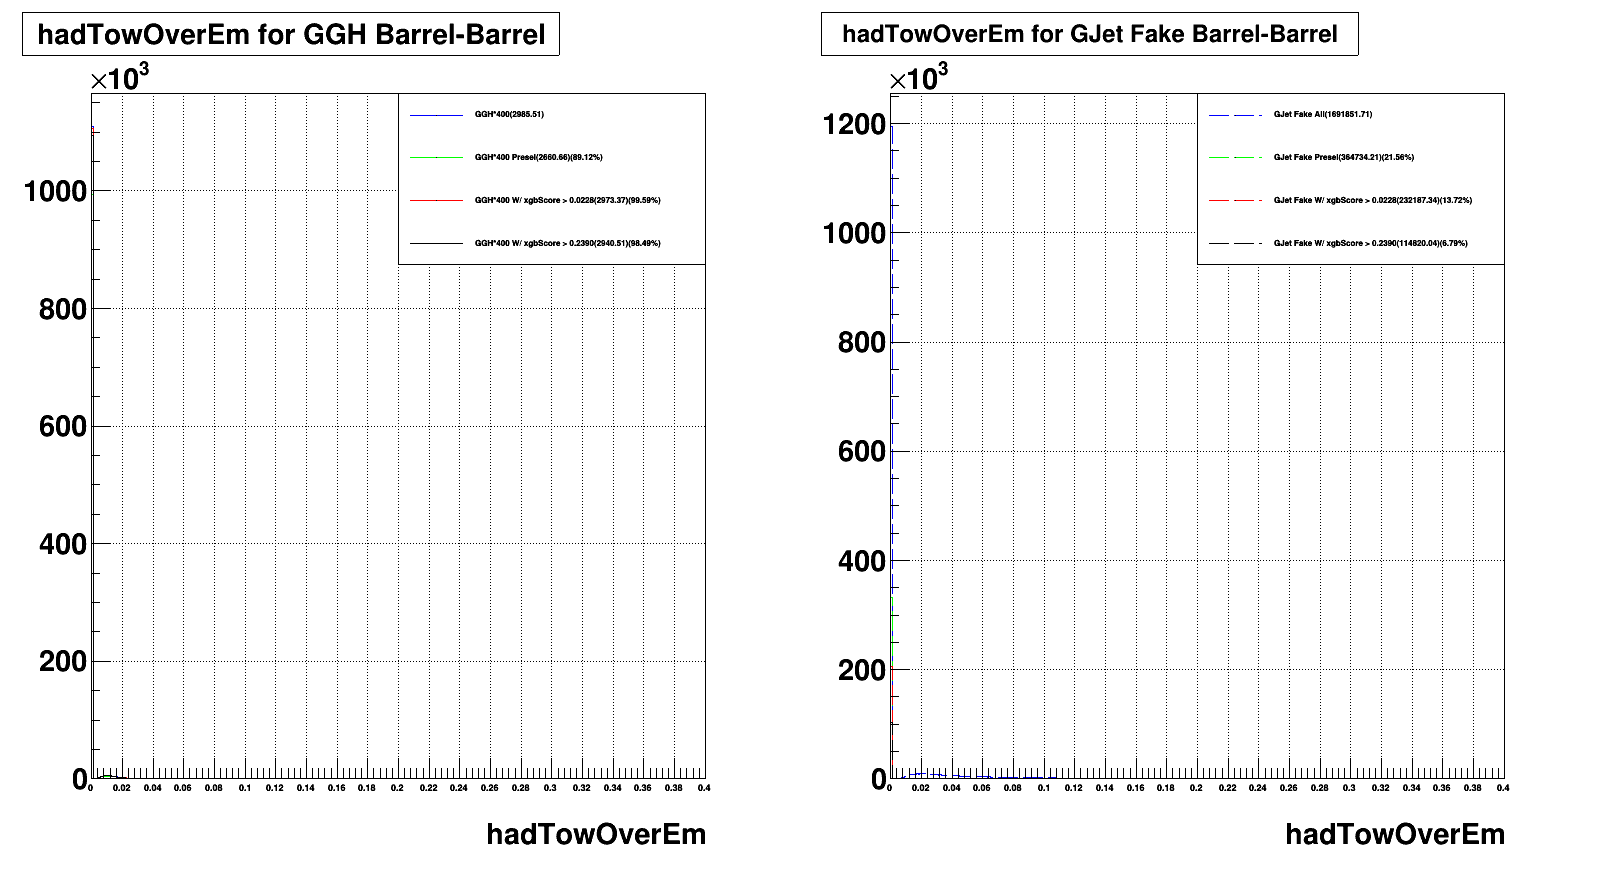 hadTowOverEm for GGH Barrel-Barrel
×10³
GGH*400(2985.51)
GGH*400 Presel(2660.66)(89.12%)
GGH*400 W/ xgbScore > 0.0228(2973.37)(99.59%)
GGH*400 W/ xgbScore > 0.2390(2940.51)(98.49%)
1000
800
600
400
200
0
0 0.02 0.04 0.06 0.08 0.1 0.12 0.14 0.16 0.18 0.2 0.22 0.24 0.26 0.28 0.3 0.32 0.34 0.36 0.38 0.4
hadTowOverEm
hadTowOverEm for GJet Fake Barrel-Barrel
×10³
GJet Fake All(1691851.71)
GJet Fake Presel(364734.21)(21.56%)
GJet Fake W/ xgbScore > 0.0228(232187.34)(13.72%)
GJet Fake W/ xgbScore > 0.2390(114820.04)(6.79%)
1200
1000
800
600
400
200
0
0 0.02 0.04 0.06 0.08 0.1 0.12 0.14 0.16 0.18 0.2 0.22 0.24 0.26 0.28 0.3 0.32 0.34 0.36 0.38 0.4
hadTowOverEm